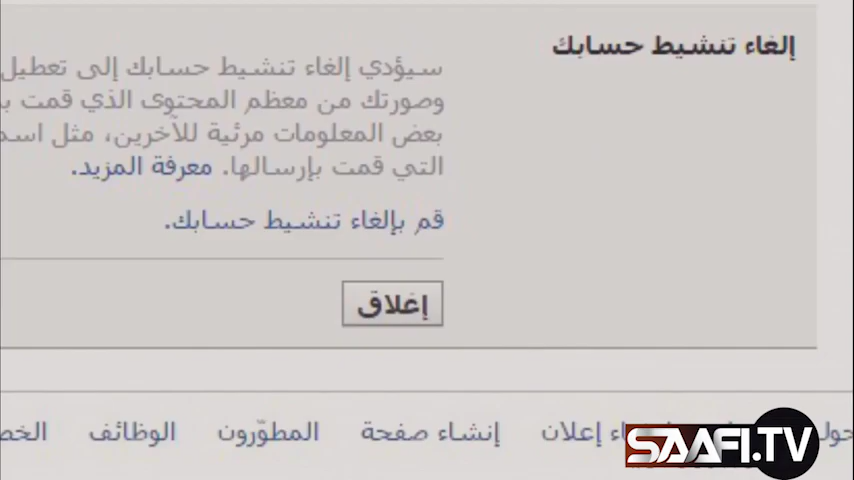 إلغاء تنشيط حسابك
سيؤدي إلغاء تنشيط حسابك إلى تعطيل
وصورتك من معظم المحتوى الذي قمت
بعض المعلومات مرئية للآخرين، مثل
التي قمت بإرسالها. معرفة المزيد.
قم بإلغاء تنشيط حسابك.
إغلاق
إعلان إنشاء صفحة المطوّرون الوظائف
SAAFI.TV